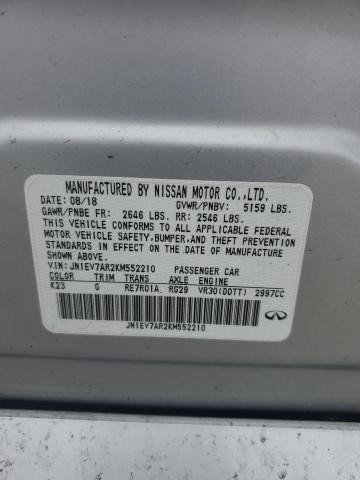 MANUFACTURED BY NISSAN MOTOR CO.,LTD.
DATE: 08/18 GVWR/PNBV: 5159 LBS.
GAWR/PNBE FR: 2646 LBS. RR: 2546 LBS.
THIS VEHICLE CONFORMS TO ALL APPLICABLE FEDERAL
MOTOR VEHICLE SAFETY,BUMPER,AND THEFT PREVENTION
STANDARDS IN EFFECT ON THE DATE OF MANUFACTURE
SHOWN ABOVE.
VIN: JN1EV7AR2KM552210 PASSENGER CAR
COLOR TRIM TRANS AXLE ENGINE
K23 G RE7R01A RG29 VR30(DDTT) 2997CC
JN1EV7AR2KM552210
INFINITI